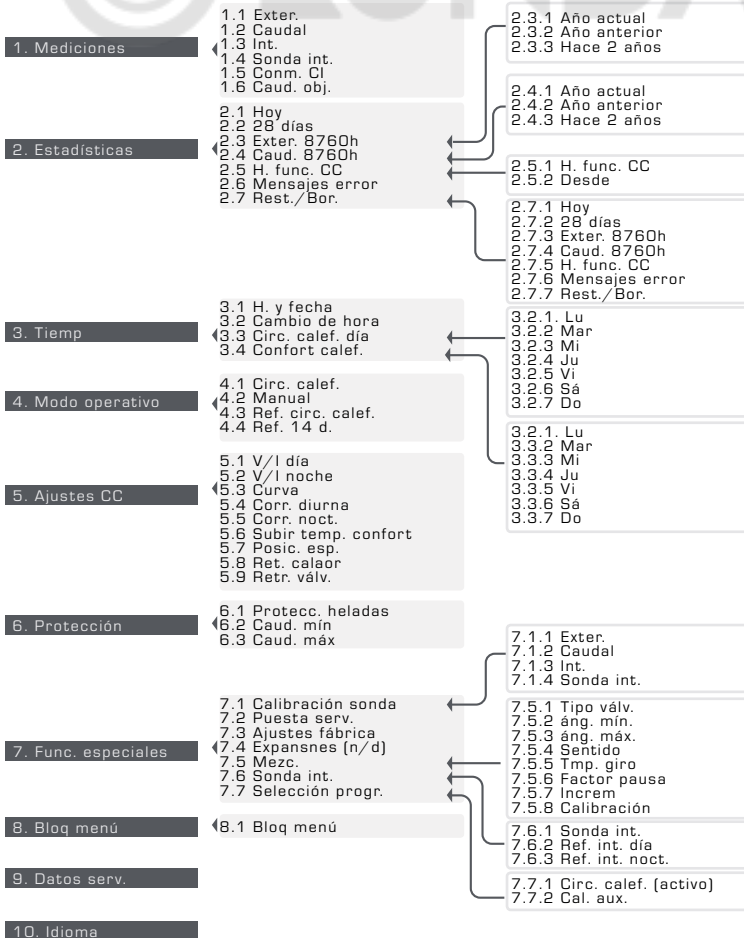 1. Mediciones
1.1 Exter.
1.2 Caudal
1.3 Int.
1.4 Sonda int.
1.5 Conm. CI
1.6 Caud. obj.
2. Estadísticas
2.1 Hoy
2.2 28 días
2.3 Exter. 8760h
2.4 Caud. 8760h
2.5 H. func. CC
2.6 Mensajes error
2.7 Rest./Bor.
2.3.1 Año actual
2.3.2 Año anterior
2.3.3 Hace 2 años
2.4.1 Año actual
2.4.2 Año anterior
2.4.3 Hace 2 años
2.5.1 H. func. CC
2.5.2 Desde
2.7.1 Hoy
2.7.2 28 días
2.7.3 Exter. 8760h
2.7.4 Caud. 8760h
2.7.5 H. func. CC
2.7.6 Mensajes error
2.7.7 Rest./Bor.
3. Tiemp
3.1 H. y fecha
3.2 Cambio de hora
3.3 Circ. calef. día
3.4 Confort calef.
3.2.1. Lu
3.2.2 Mar
3.2.3 Mi
3.2.4 Ju
3.2.5 Vi
3.2.6 Sá
3.2.7 Do
3.2.1. Lu
3.3.2 Mar
3.3.3 Mi
3.3.4 Ju
3.3.5 Vi
3.3.6 Sá
3.3.7 Do
4. Modo operativo
4.1 Circ. calef.
4.2 Manual
4.3 Ref. circ. calef.
4.4 Ref. 14 d.
5. Ajustes CC
5.1 V/I día
5.2 V/I noche
5.3 Curva
5.4 Corr. diurna
5.5 Corr. noct.
5.6 Subir temp. confort
5.7 Posic. esp.
5.8 Ret. calaor
5.9 Retr. válv.
6. Protección
6.1 Protecc. heladas
6.2 Caud. mín
6.3 Caud. máx
7. Func. especiales
7.1 Calibración sonda
7.2 Puesta serv.
7.3 Ajustes fábrica
7.4 Expansnes (n/d)
7.5 Mezc.
7.6 Sonda int.
7.7 Selección progr.
7.1.1 Exter.
7.1.2 Caudal
7.1.3 Int.
7.1.4 Sonda int.
7.5.1 Tipo válv.
7.5.2 áng. mín.
7.5.3 áng. máx.
7.5.4 Sentido
7.5.5 Tmp. giro
7.5.6 Factor pausa
7.5.7 Increm
7.5.8 Calibración
7.6.1 Sonda int.
7.6.2 Ref. int. día
7.6.3 Ref. int. noct.
7.7.1 Circ. calef. (activo)
7.7.2 Cal. aux.
8. Bloq menú
8.1 Bloq menú
9. Datos serv.
10. Idioma